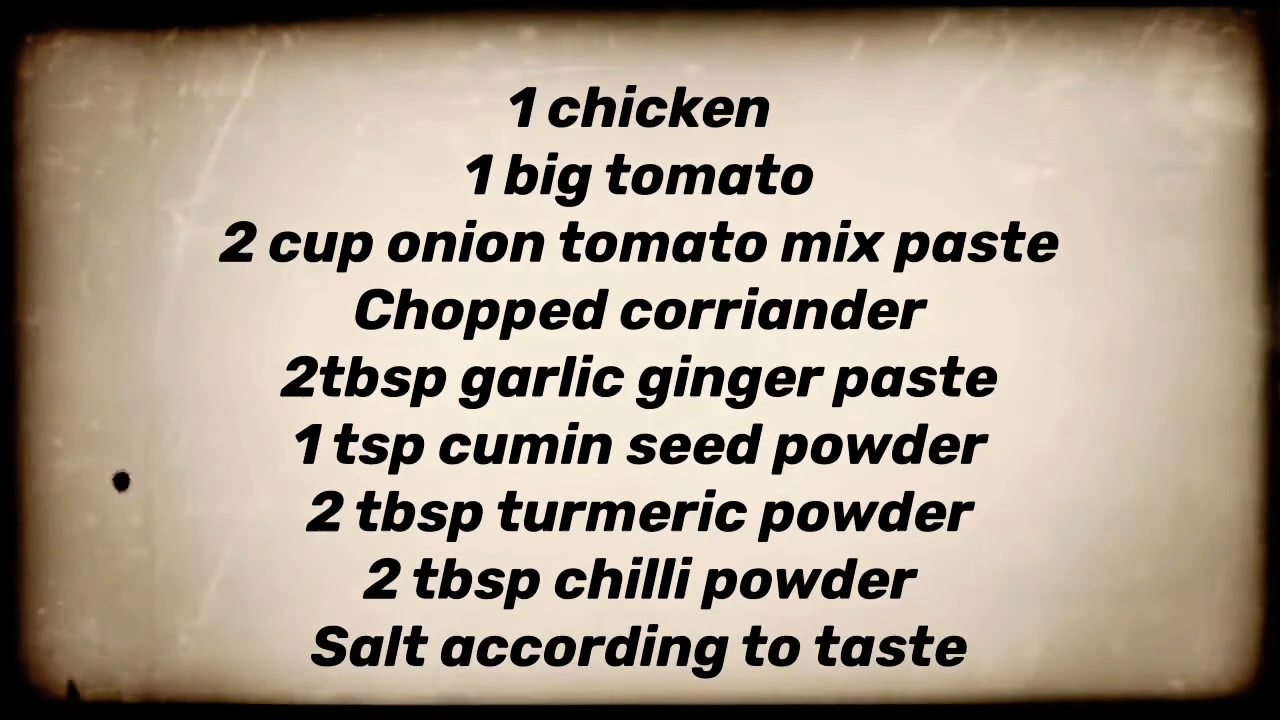 1 chicken
1 big tomato
2 cup onion tomato mix paste
Chopped corriander
2tbsp garlic ginger paste
1 tsp cumin seed powder
2 tbsp turmeric powder
2 tbsp chilli powder
Salt according to taste